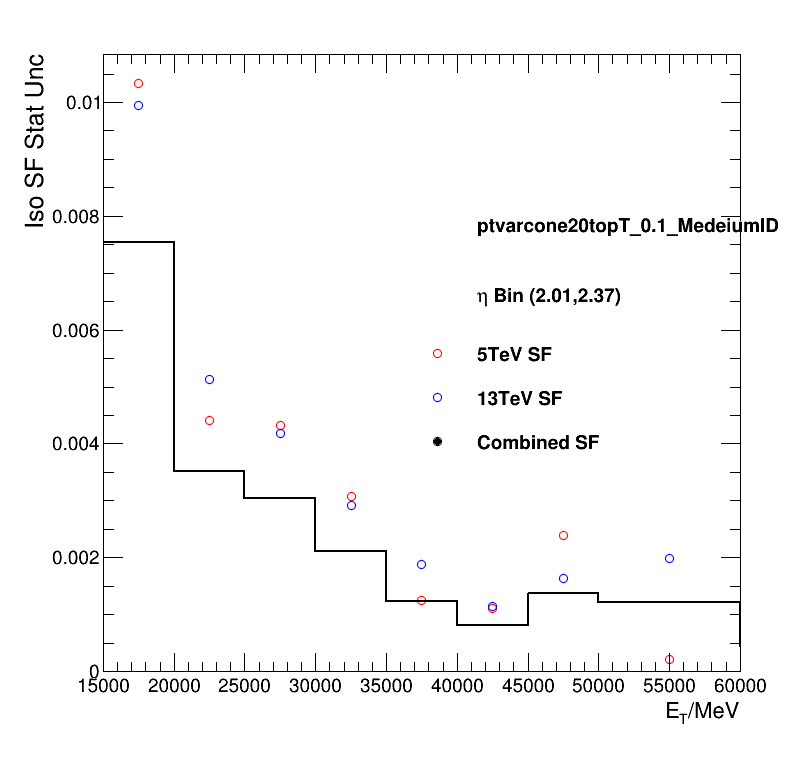 Iso SF Stat Unc
0.01
0.008
0.006
0.004
0.002
0
ptvarcone20topT_0.1_MedeiumID
η Bin (2.01,2.37)
5TeV SF
13TeV SF
Combined SF
15000 20000 25000 30000 35000 40000 45000 50000 55000 60000
E_T/MeV